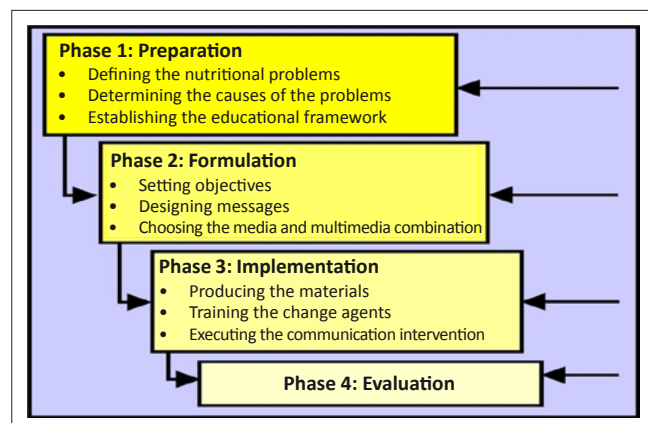 Phase 1: Preparation
• Defining the nutritional problems
• Determining the causes of the problems
• Establishing the educational framework
Phase 2: Formulation
• Setting objectives
• Designing messages
• Choosing the media and multimedia combination
Phase 3: Implementation
• Producing the materials
• Training the change agents
• Executing the communication intervention
Phase 4: Evaluation